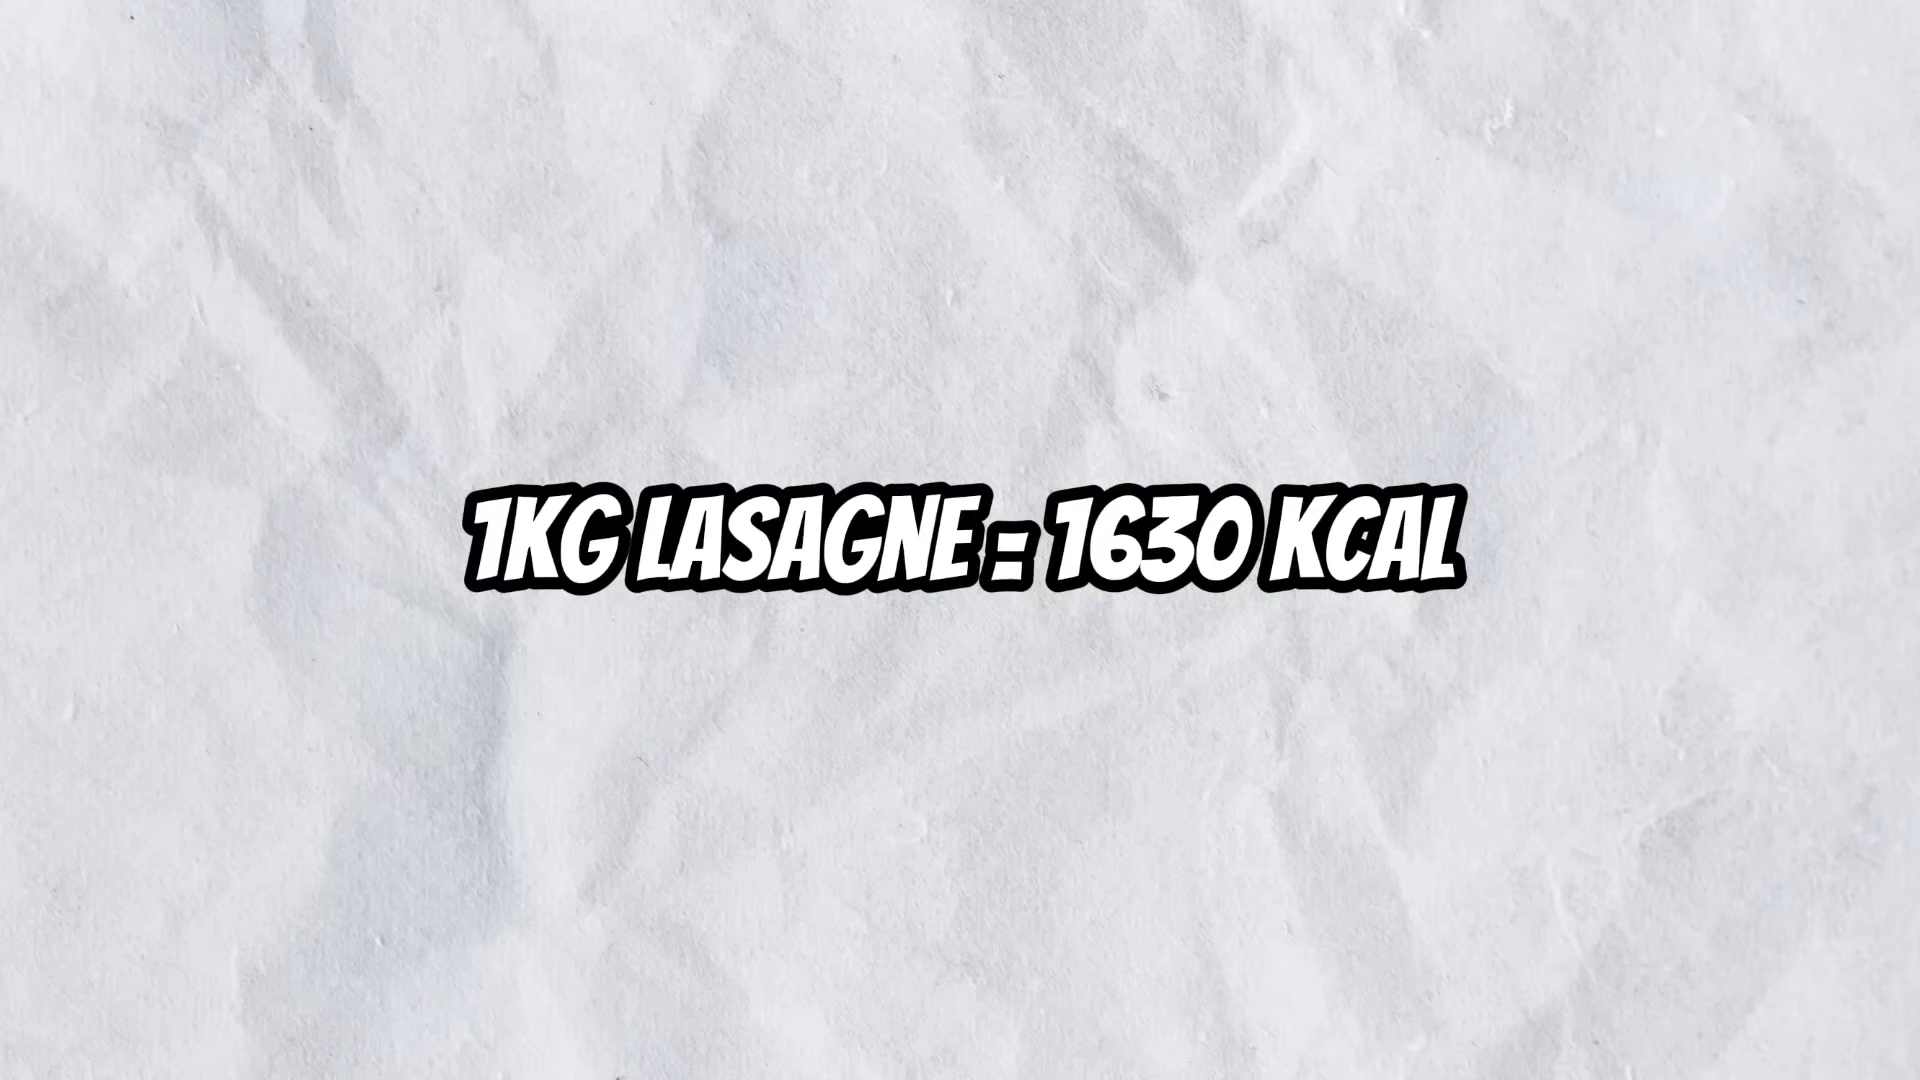 1KG LASAGNE = 1630 KCAL